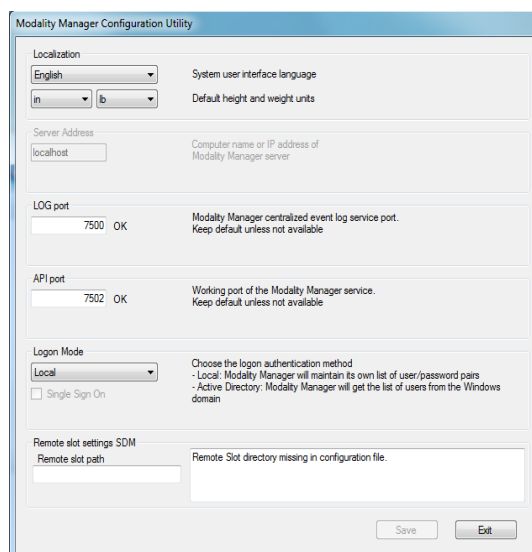 Modality Manager Configuration Utility
Localization
English
System user interface language
in
lb
Default height and weight units
Server Address
localhost
Computer name or IP address of
Modality Manager server
LOG port
7500
OK
Modality Manager centralized event log service port.
Keep default unless not available
API port
7502
OK
Working port of the Modality Manager service.
Keep default unless not available
Logon Mode
Local
Single Sign On
Choose the logon authentication method
- Local: Modality Manager will maintain its own list of user/password pairs
- Active Directory: Modality Manager will get the list of users from the Windows
domain
Remote slot settings SDM
Remote slot path
Remote Slot directory missing in configuration file.
Save
Exit